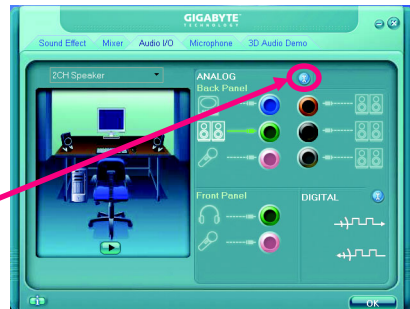 GIGABYTE
TECHNOLOGY
Sound Effect Mixer Audio I/O Microphone 3D Audio Demo
2CH Speaker
ANALOG
Back Panel
Front Panel
DIGITAL
OK